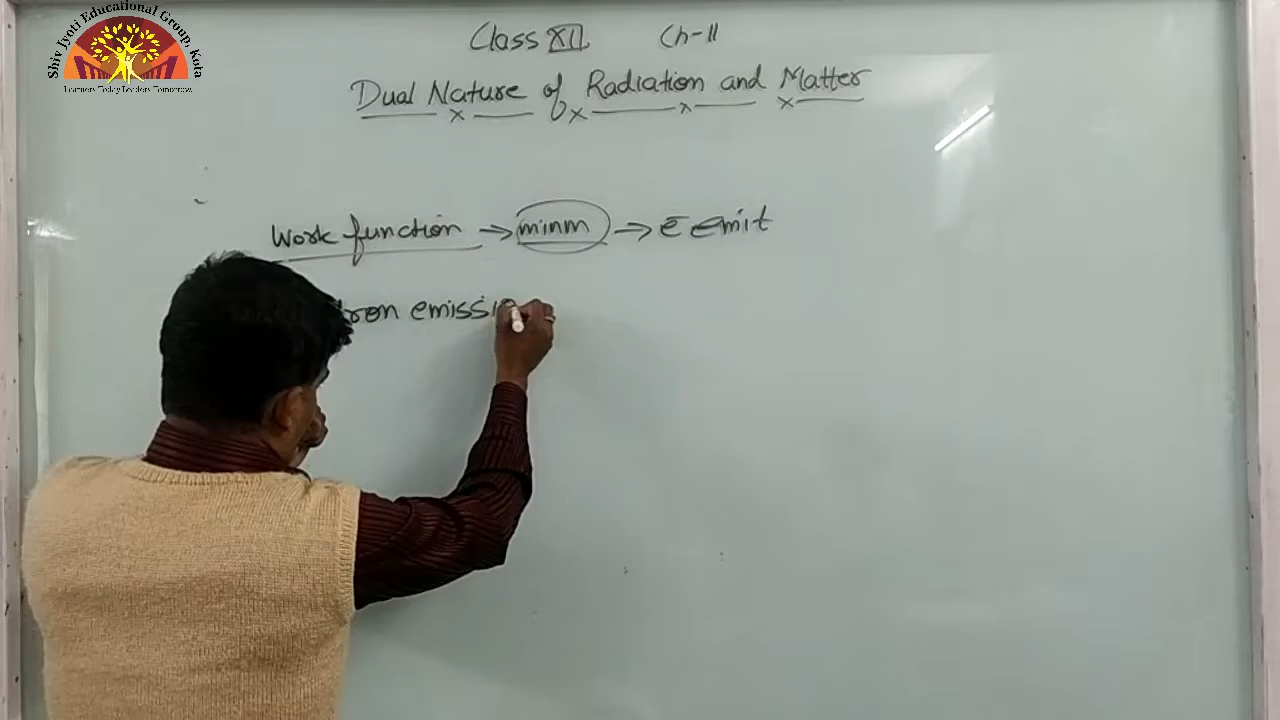 Shiv Jyoti Educational Group, Kota
Learners Today Leaders Tomorrow
Class XII Ch-11
Dual Nature of Radiation and Matter
Work function → minm → ē emit
tron emissio